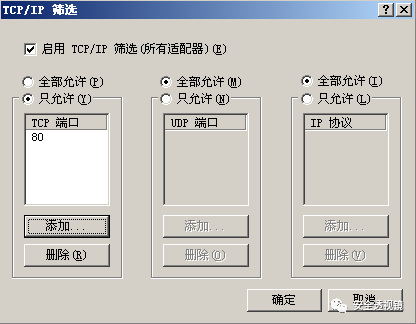 TCP/IP 筛选
启用 TCP/IP 筛选(所有适配器)(E)
全部允许(P)
全部允许(M)
全部允许(I)
只允许(Y)
只允许(N)
只允许(L)
TCP 端口
UDP 端口
IP 协议
80
添加...
添加...
添加...
删除(R)
删除(O)
删除(V)
确定
取消
安全透视镜